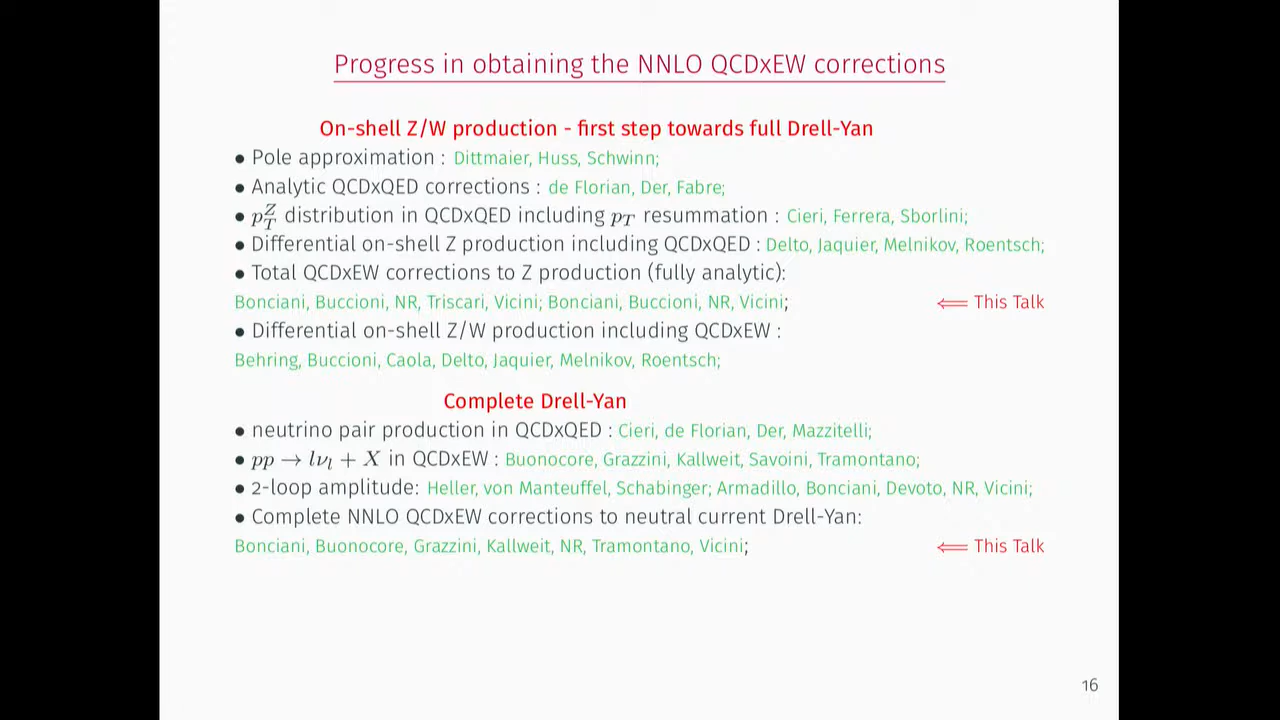 Progress in obtaining the NNLO QCDxEW corrections
On-shell Z/W production - first step towards full Drell-Yan
• Pole approximation : Dittmaier, Huss, Schwinn;
• Analytic QCDxQED corrections : de Florian, Der, Fabre;
• p_T^Z distribution in QCDxQED including p_T resummation : Cieri, Ferrera, Sborlini;
• Differential on-shell Z production including QCDxQED : Delto, Jaquier, Melnikov, Roentsch;
• Total QCDxEW corrections to Z production (fully analytic):
Bonciani, Buccioni, NR, Triscari, Vicini; Bonciani, Buccioni, NR, Vicini; ⟸ This Talk
• Differential on-shell Z/W production including QCDxEW :
Behring, Buccioni, Caola, Delto, Jaquier, Melnikov, Roentsch;
Complete Drell-Yan
• neutrino pair production in QCDxQED : Cieri, de Florian, Der, Mazzitelli;
• pp → lν_l + X in QCDxEW : Buonocore, Grazzini, Kallweit, Savoini, Tramontano;
• 2-loop amplitude: Heller, von Manteuffel, Schabinger; Armadillo, Bonciani, Devoto, NR, Vicini;
• Complete NNLO QCDxEW corrections to neutral current Drell-Yan:
Bonciani, Buonocore, Grazzini, Kallweit, NR, Tramontano, Vicini; ⟸ This Talk
16